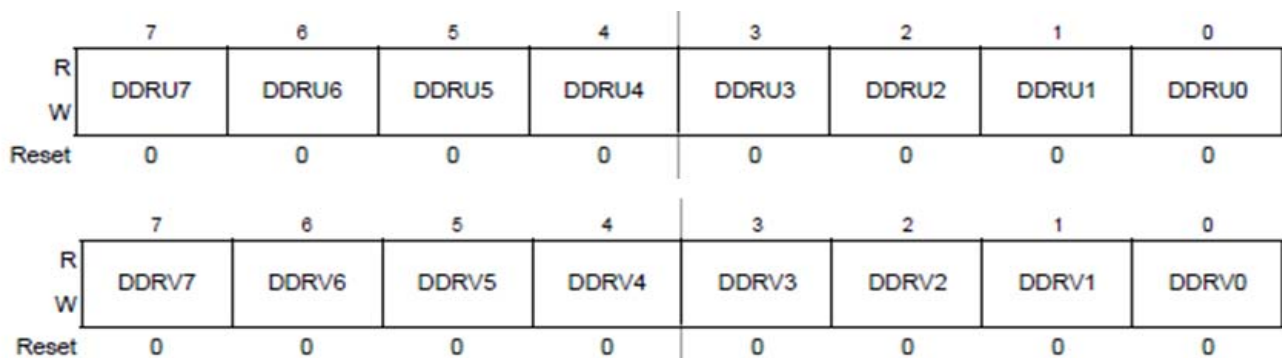 7 6 5 4 3 2 1 0
R
DDRU7 DDRU6 DDRU5 DDRU4 DDRU3 DDRU2 DDRU1 DDRU0
W
Reset 0 0 0 0 0 0 0 0
7 6 5 4 3 2 1 0
R
DDRV7 DDRV6 DDRV5 DDRV4 DDRV3 DDRV2 DDRV1 DDRV0
W
Reset 0 0 0 0 0 0 0 0